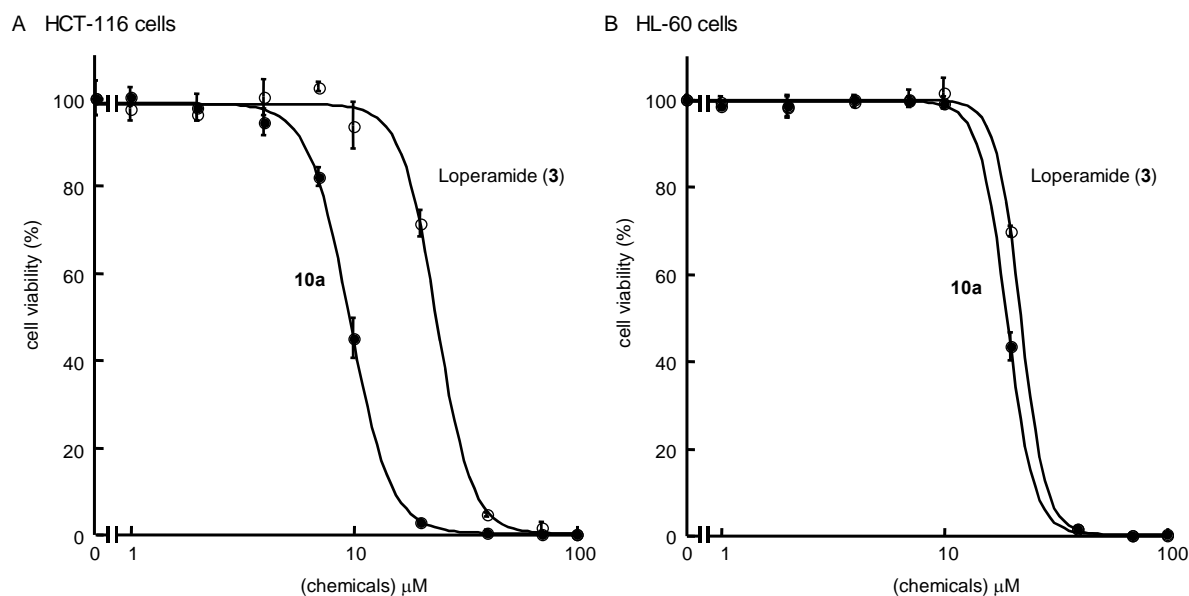 A HCT-116 cells
100
80
60
40
20
0
cell viability (%)
Loperamide (3)
10a
0 1 10 100
(chemicals) μM
B HL-60 cells
100
80
60
40
20
0
cell viability (%)
Loperamide (3)
10a
0 1 10 100
(chemicals) μM